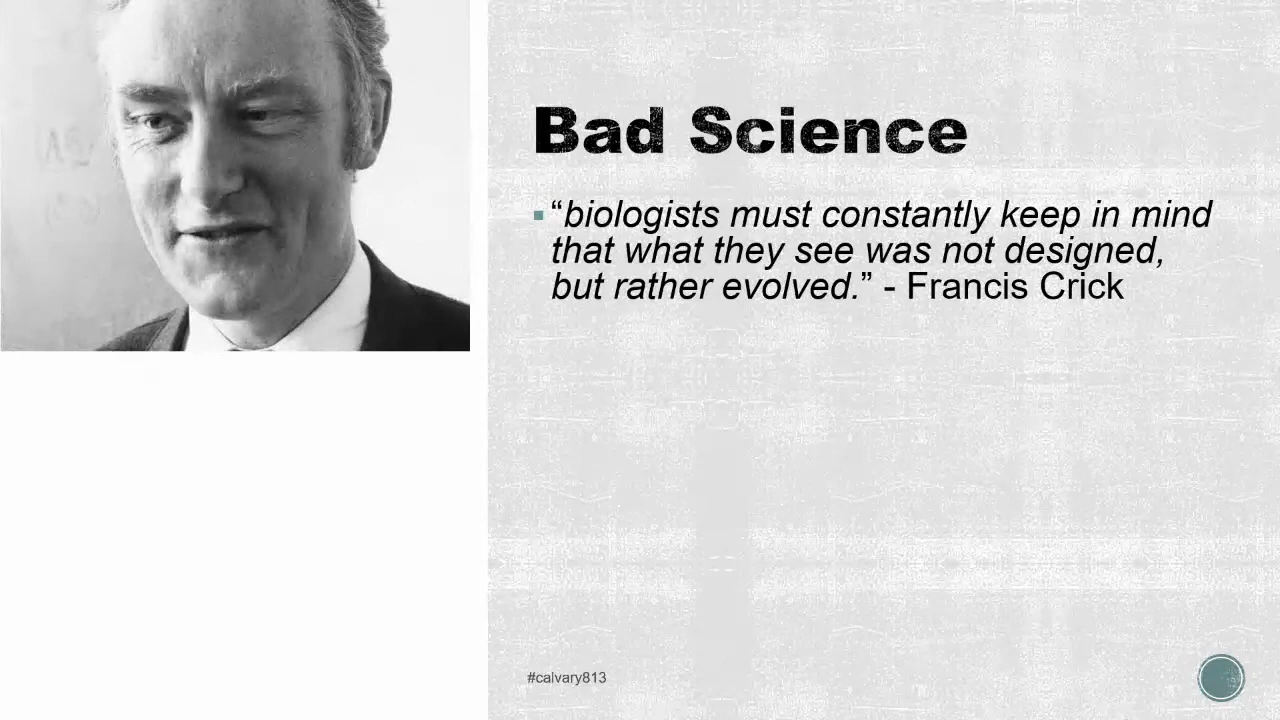 Bad Science
“biologists must constantly keep in mind
that what they see was not designed,
but rather evolved.” - Francis Crick
#calvary813